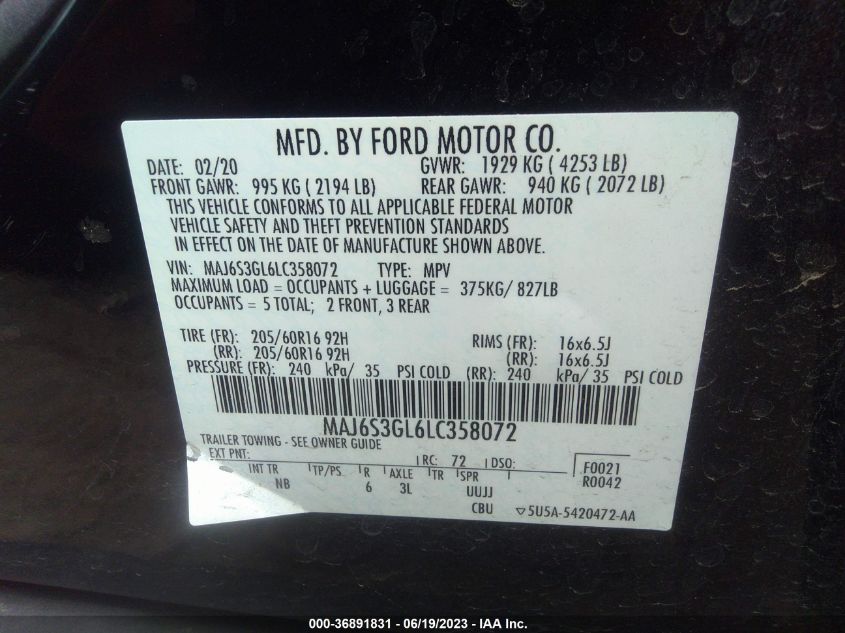 MFD. BY FORD MOTOR CO.
DATE: 02/20 GVWR: 1929 KG ( 4253 LB)
FRONT GAWR: 995 KG ( 2194 LB) REAR GAWR: 940 KG ( 2072 LB)
THIS VEHICLE CONFORMS TO ALL APPLICABLE FEDERAL MOTOR
VEHICLE SAFETY AND THEFT PREVENTION STANDARDS
IN EFFECT ON THE DATE OF MANUFACTURE SHOWN ABOVE.
VIN: MAJ6S3GL6LC358072 TYPE: MPV
MAXIMUM LOAD = OCCUPANTS + LUGGAGE = 375KG/ 827LB
OCCUPANTS = 5 TOTAL; 2 FRONT, 3 REAR
TIRE (FR): 205/60R16 92H RIMS (FR): 16x6.5J
(RR): 205/60R16 92H (RR): 16x6.5J
PRESSURE (FR): 240 kPa/ 35 PSI COLD (RR): 240 kPa/ 35 PSI COLD
MAJ6S3GL6LC358072
TRAILER TOWING - SEE OWNER GUIDE
EXT PNT: RC: 72 DSO: F0021
INT TR TP/PS R AXLE TR SPR R0042
NB 6 3L UUJJ
CBU ▽5U5A-5420472-AA
000-36891831 - 06/19/2023 - IAA Inc.